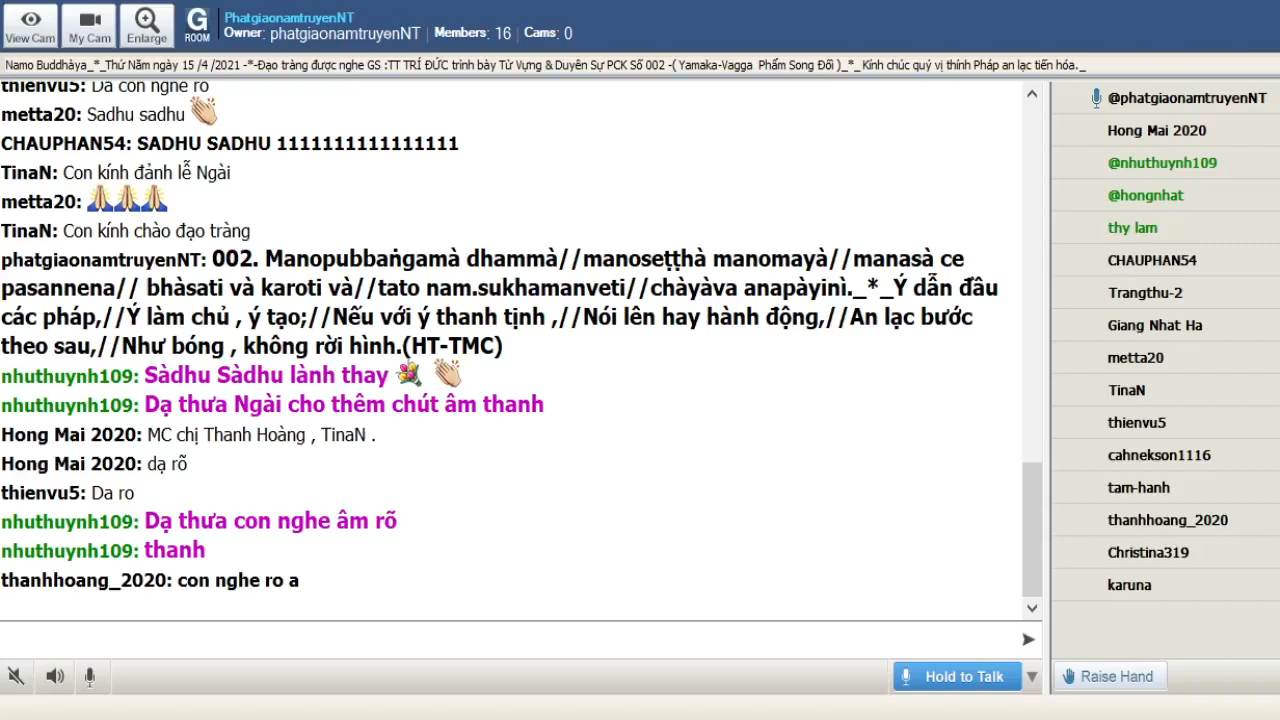 View Cam
My Cam
Enlarge
G
ROOM
PhatgiaonamtruyenNT
Owner: phatgiaonamtruyenNT | Members: 16 | Cams: 0
Namo Buddhàya_*_Thứ Năm ngày 15 /4 /2021 -*-Đạo tràng được nghe GS :TT TRÍ ĐỨC trình bày Từ Vựng & Duyên Sự PCK Số 002 -( Yamaka-Vagga  Phẩm Song Đối )_*_ Kính chúc quý vị thính Pháp an lạc tiến hóa._
thienvu5: Da con nghe ro
metta20: Sadhu sadhu
CHAUPHAN54: SADHU SADHU 1111111111111111
TinaN: Con kính đảnh lễ Ngài
metta20:
TinaN: Con kính chào đạo tràng
phatgiaonamtruyenNT: 002. Manopubbaṅgamà dhammà//manoseṭṭhà manomayà//manasà ce
pasannena// bhàsati và karoti và//tato nam.sukhamanveti//chàyàva anapàyinì._*_Ý dẫn đầu
các pháp,//Ý làm chủ , ý tạo;//Nếu với ý thanh tịnh ,//Nói lên hay hành động,//An lạc bước
theo sau,//Như bóng , không rời hình.(HT-TMC)
nhuthuynh109: Sàdhu Sàdhu lành thay
nhuthuynh109: Dạ thưa Ngài cho thêm chút âm thanh
Hong Mai 2020: MC chị Thanh Hoàng , TinaN .
Hong Mai 2020: dạ rõ
thienvu5: Da ro
nhuthuynh109: Dạ thưa con nghe âm rõ
nhuthuynh109: thanh
thanhhoang_2020: con nghe ro a
@phatgiaonamtruyenNT
Hong Mai 2020
@nhuthuynh109
@hongnhat
thy lam
CHAUPHAN54
Trangthu-2
Giang Nhat Ha
metta20
TinaN
thienvu5
cahnekson1116
tam-hanh
thanhhoang_2020
Christina319
karuna
Hold to Talk
Raise Hand